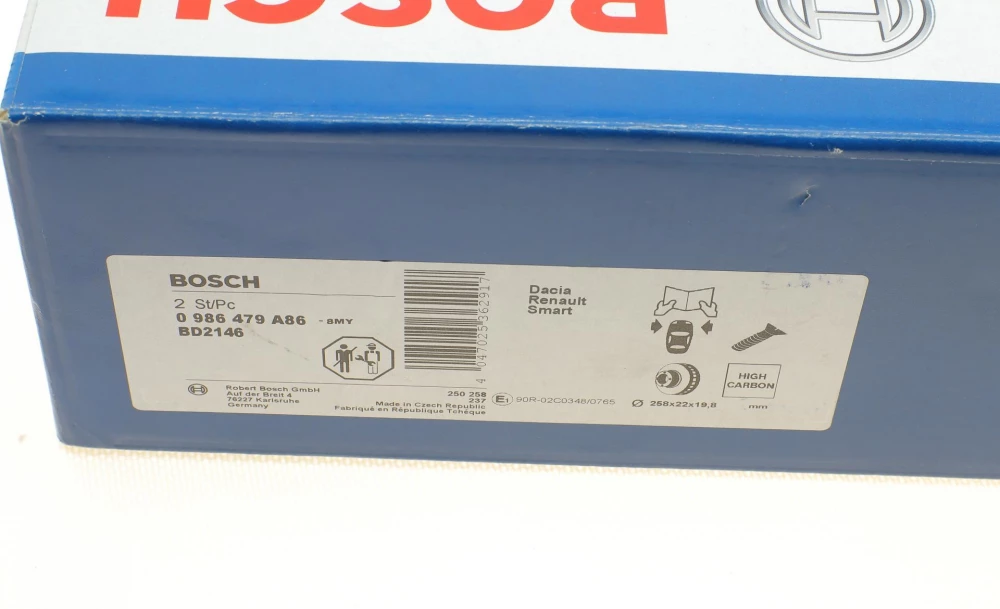 BOSCH
BOSCH
2 St/Pc
0 986 479 A86 - 8MY
BD2146
4 047025 362917
Dacia
Renault
Smart
HIGH
CARBON
Robert Bosch GmbH
Auf der Breit 4
76227 Karlsruhe
Germany
250 258
237
Made in Czech Republic
Fabriqué en République Tchèque
E1 90R-02C0348/0765
Ø 258x22x19,8 mm